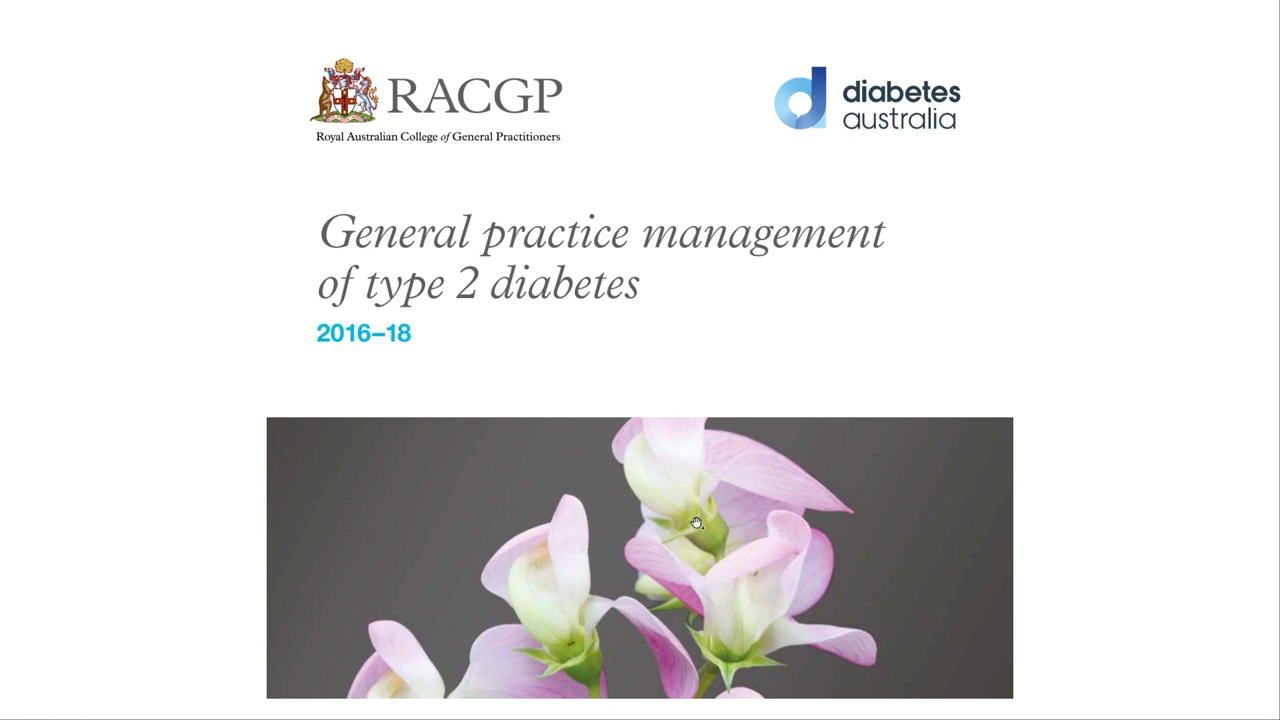 RACGP
Royal Australian College of General Practitioners
diabetes
australia
General practice management
of type 2 diabetes
2016–18